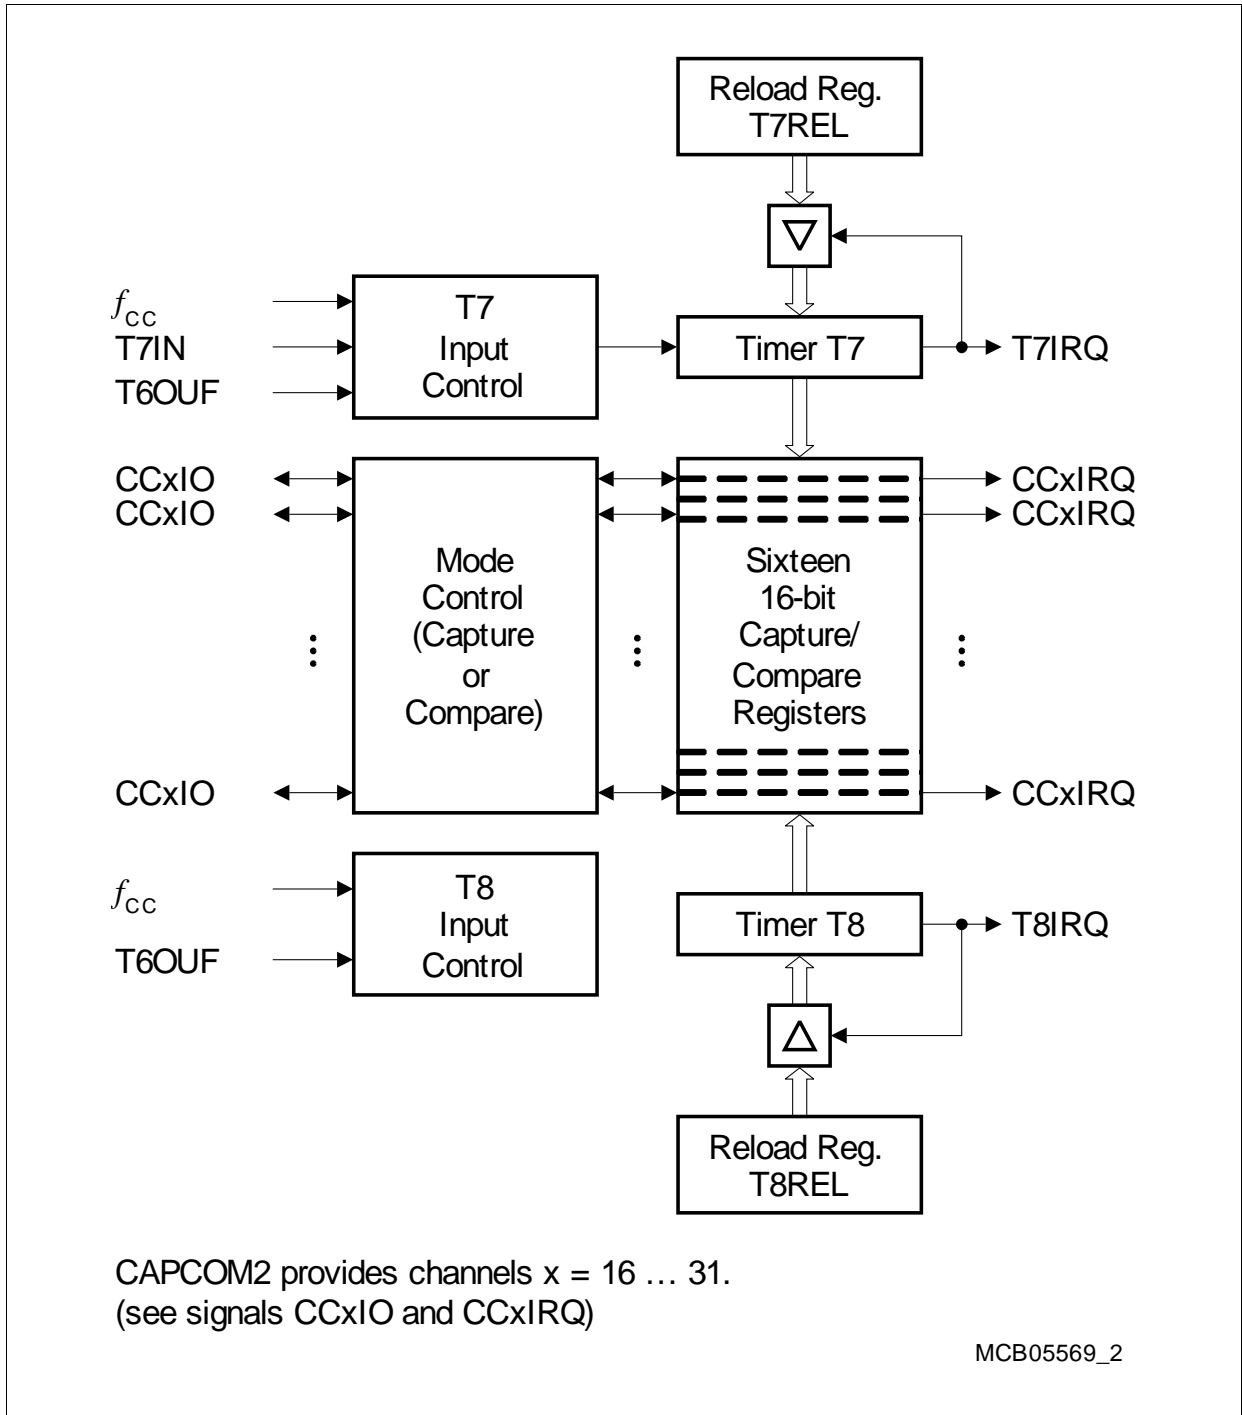 Reload Reg.
T7REL
f CC
T7IN
T6OUF
T7
Input
Control
Timer T7
T7IRQ
CCxIO
CCxIO
CCxIO
Mode
Control
(Capture
or
Compare)
Sixteen
16-bit
Capture/
Compare
Registers
CCxIRQ
CCxIRQ
CCxIRQ
f CC
T6OUF
T8
Input
Control
Timer T8
T8IRQ
Reload Reg.
T8REL
CAPCOM2 provides channels x = 16 … 31.
(see signals CCxIO and CCxIRQ)
MCB05569_2